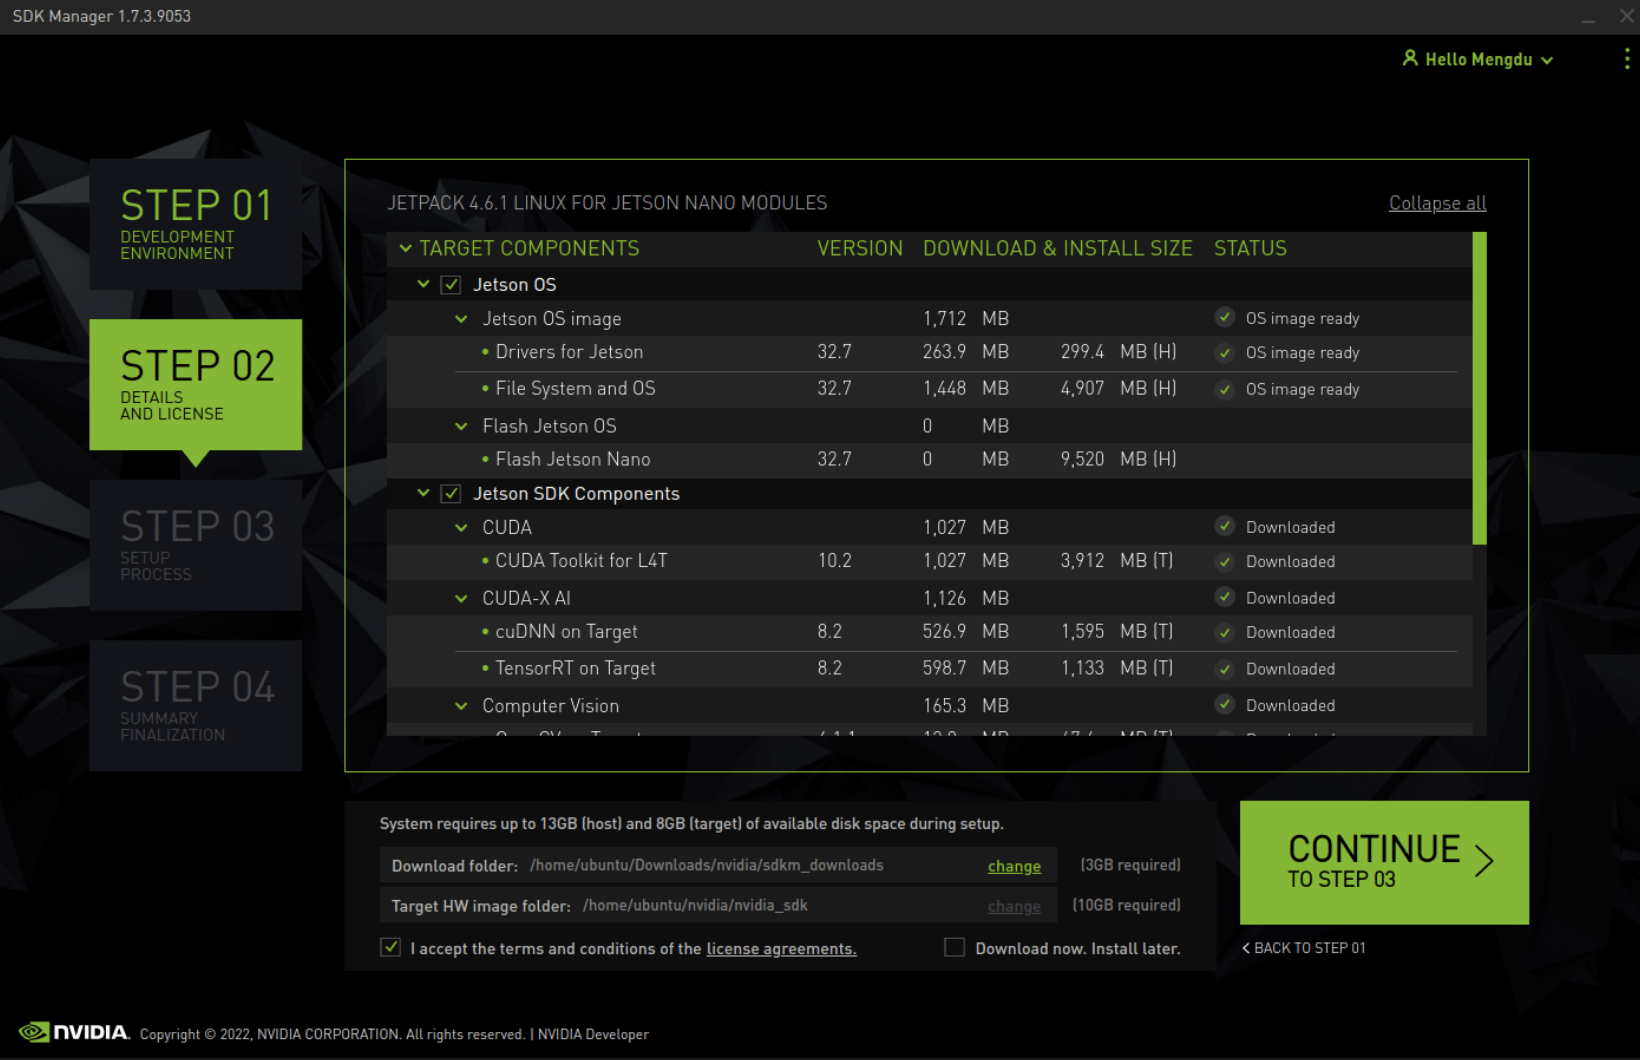 SDK Manager 1.7.3.9053
Hello Mengdu
STEP 01
DEVELOPMENT
ENVIRONMENT
STEP 02
DETAILS
AND LICENSE
STEP 03
SETUP
PROCESS
STEP 04
SUMMARY
FINALIZATION
JETPACK 4.6.1 LINUX FOR JETSON NANO MODULES Collapse all
TARGET COMPONENTS VERSION DOWNLOAD & INSTALL SIZE STATUS
Jetson OS
Jetson OS image 1,712 MB OS image ready
Drivers for Jetson 32.7 263.9 MB 299.4 MB (H) OS image ready
File System and OS 32.7 1,448 MB 4,907 MB (H) OS image ready
Flash Jetson OS 0 MB
Flash Jetson Nano 32.7 0 MB 9,520 MB (H)
Jetson SDK Components
CUDA 1,027 MB Downloaded
CUDA Toolkit for L4T 10.2 1,027 MB 3,912 MB (T) Downloaded
CUDA-X AI 1,126 MB Downloaded
cuDNN on Target 8.2 526.9 MB 1,595 MB (T) Downloaded
TensorRT on Target 8.2 598.7 MB 1,133 MB (T) Downloaded
Computer Vision 165.3 MB Downloaded
System requires up to 13GB (host) and 8GB (target) of available disk space during setup.
Download folder: /home/ubuntu/Downloads/nvidia/sdkm_downloads change (3GB required)
Target HW image folder: /home/ubuntu/nvidia/nvidia_sdk change (10GB required)
I accept the terms and conditions of the license agreements. Download now. Install later.
CONTINUE
TO STEP 03
< BACK TO STEP 01
NVIDIA. Copyright © 2022, NVIDIA CORPORATION. All rights reserved. | NVIDIA Developer